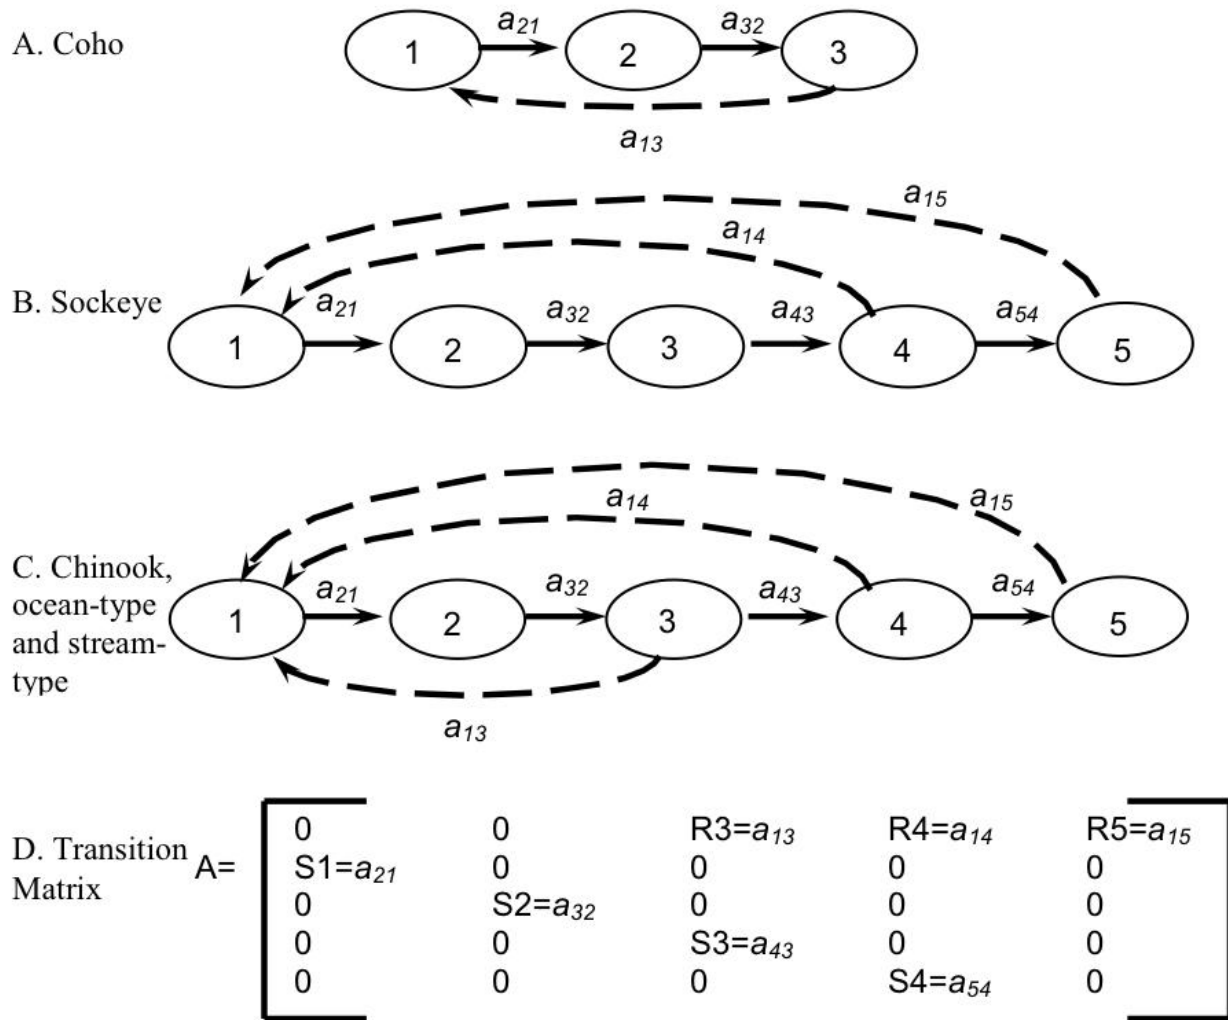 A. Coho
1 a21 2 a32 3
a13
a15
a14
B. Sockeye
a21 a32 a43 a54
1 2 3 4 5
a14 a15
C. Chinook,
ocean-type
and stream-
type
a21 a32 a43 a54
1 2 3 4 5
a13
D. Transition
Matrix
A=
0 0 R3=a13 R4=a14 R5=a15
S1=a21 0 0 0 0
0 S2=a32 0 0 0
0 0 S3=a43 0 0
0 0 0 S4=a54 0